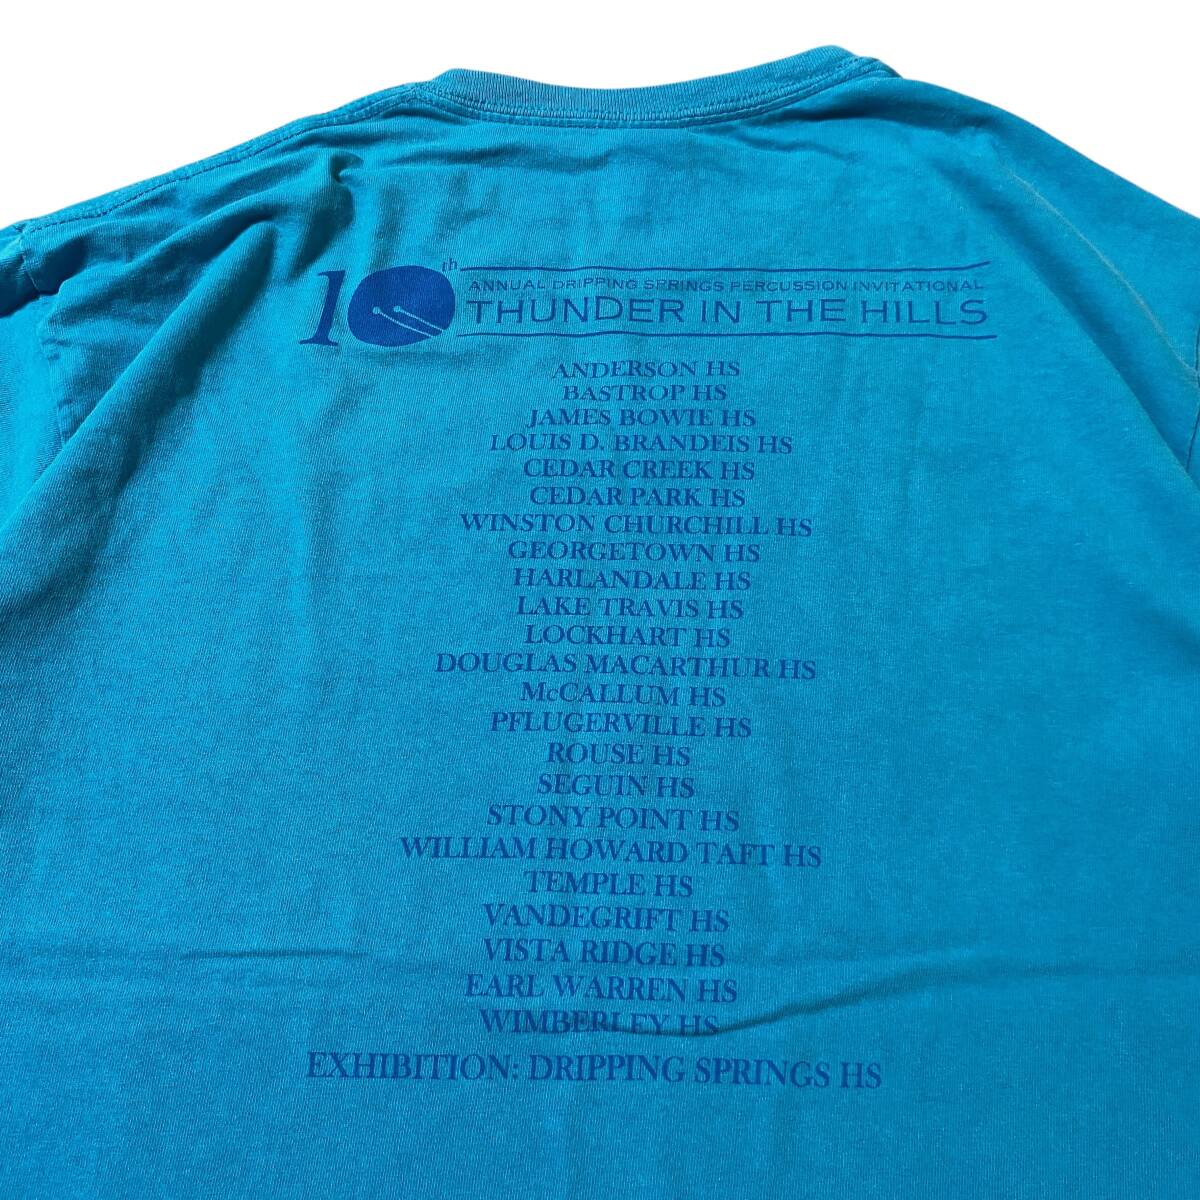 10th ANNUAL DRIPPING SPRINGS PERCUSSION INVITATIONAL
THUNDER IN THE HILLS
ANDERSON HS
BASTROP HS
JAMES BOWIE HS
LOUIS D. BRANDEIS HS
CEDAR CREEK HS
CEDAR PARK HS
WINSTON CHURCHILL HS
GEORGETOWN HS
HARLANDALE HS
LAKE TRAVIS HS
LOCKHART HS
DOUGLAS MACARTHUR HS
McCALLUM HS
PFLUGERVILLE HS
ROUSE HS
SEGUIN HS
STONY POINT HS
WILLIAM HOWARD TAFT HS
TEMPLE HS
VANDEGRIFT HS
VISTA RIDGE HS
EARL WARREN HS
WIMBERLEY HS
EXHIBITION: DRIPPING SPRINGS HS